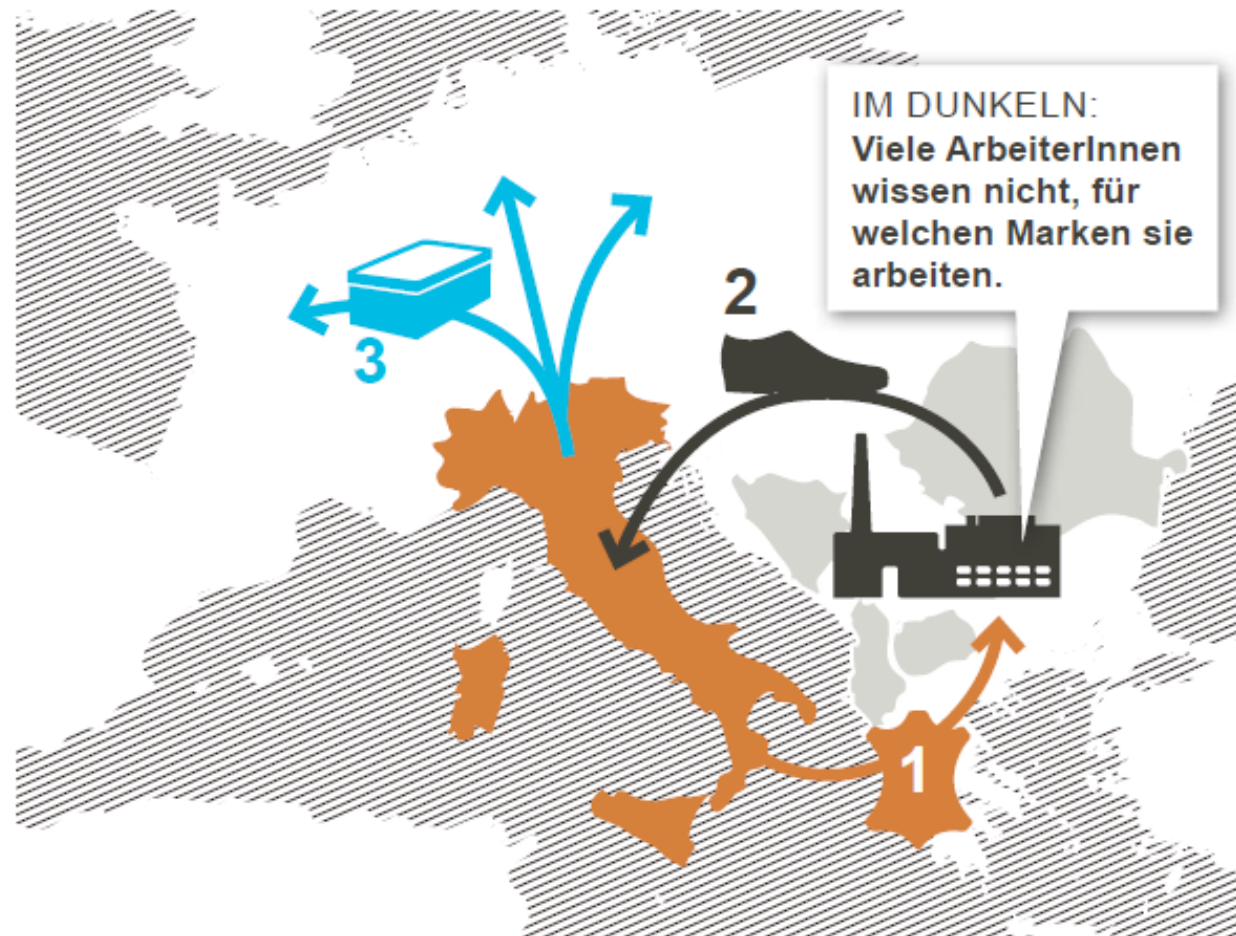 IM DUNKELN:
Viele ArbeiterInnen
wissen nicht, für
welchen Marken sie
arbeiten.
2
3
1